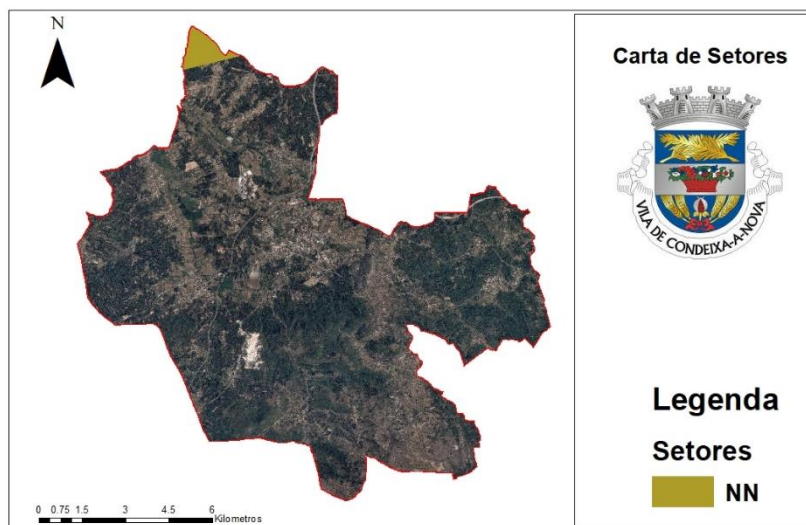 N
Carta de Setores
VILA DE CONDEIXA-A-NOVA
Legenda
Setores
NN
0 0.75 1.5 3 4.5 6
Kilometros